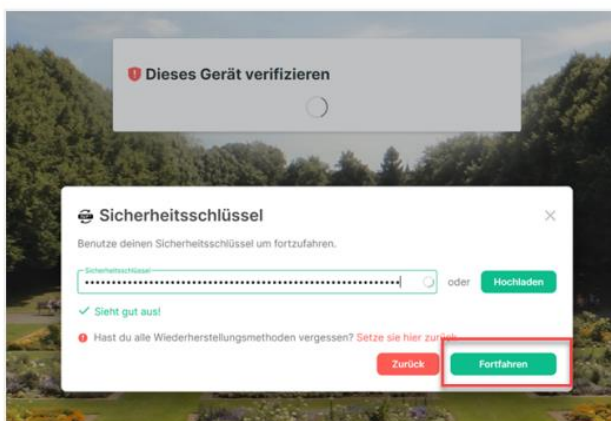 Dieses Gerät verifizieren
Sicherheitsschlüssel
Benutze deinen Sicherheitsschlüssel um fortzufahren.
Sicherheitsschlüssel
oder Hochladen
Sieht gut aus!
Hast du alle Wiederherstellungsmethoden vergessen? Setze sie hier zurück
Zurück Fortfahren